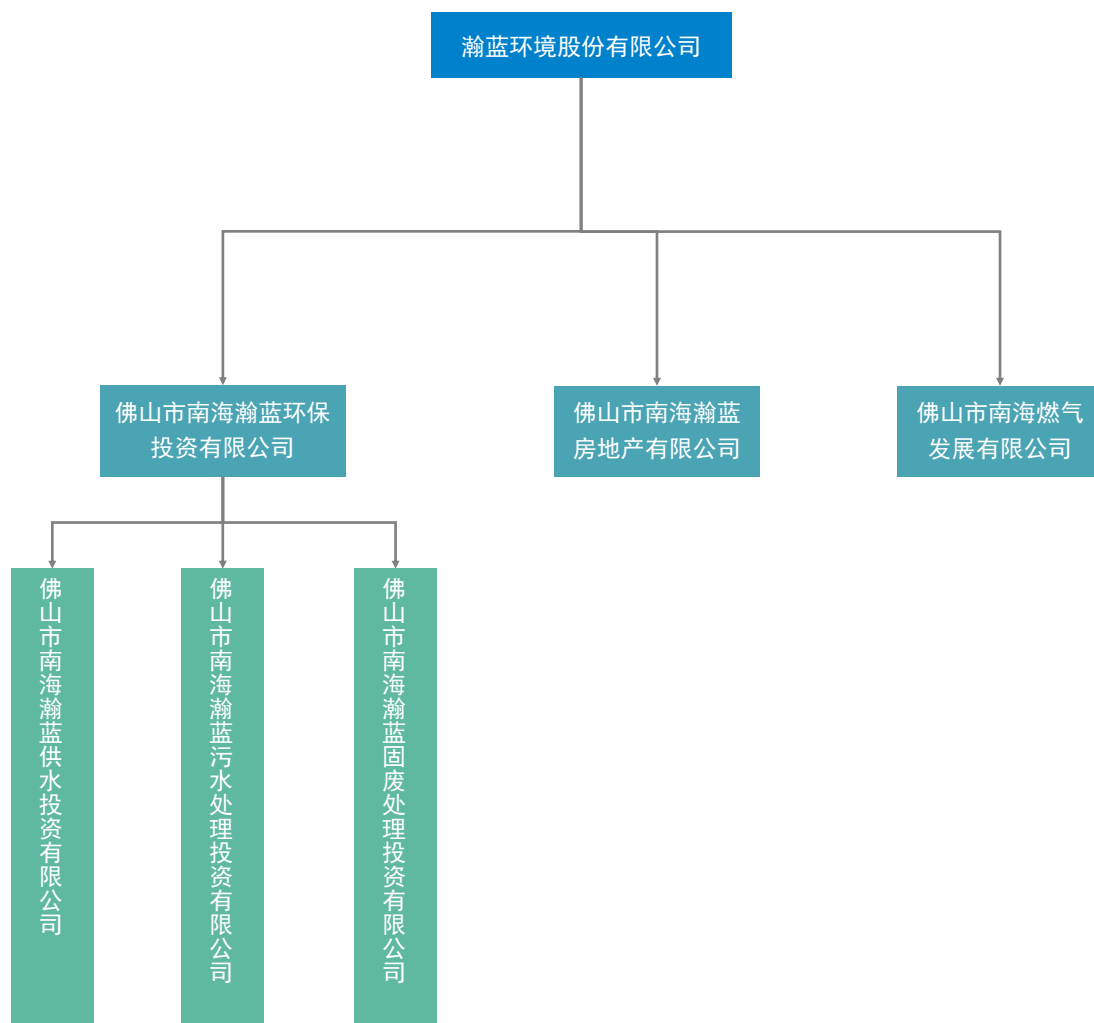 瀚蓝环境股份有限公司
佛山市南海瀚蓝环保
投资有限公司
佛山市南海瀚蓝
房地产有限公司
佛山市南海燃气
发展有限公司
佛山市南海瀚蓝供水投资有限公司
佛山市南海瀚蓝污水处理投资有限公司
佛山市南海瀚蓝固废处理投资有限公司